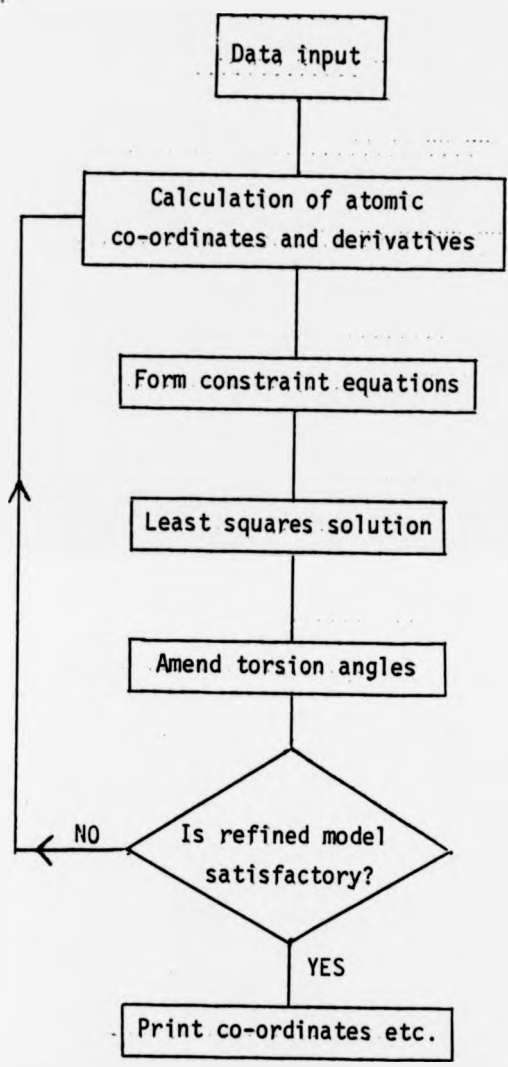 Data input
Calculation of atomic
co-ordinates and derivatives
Form constraint equations
Least squares solution
Amend torsion angles
Is refined model
satisfactory?
NO
YES
Print co-ordinates etc.